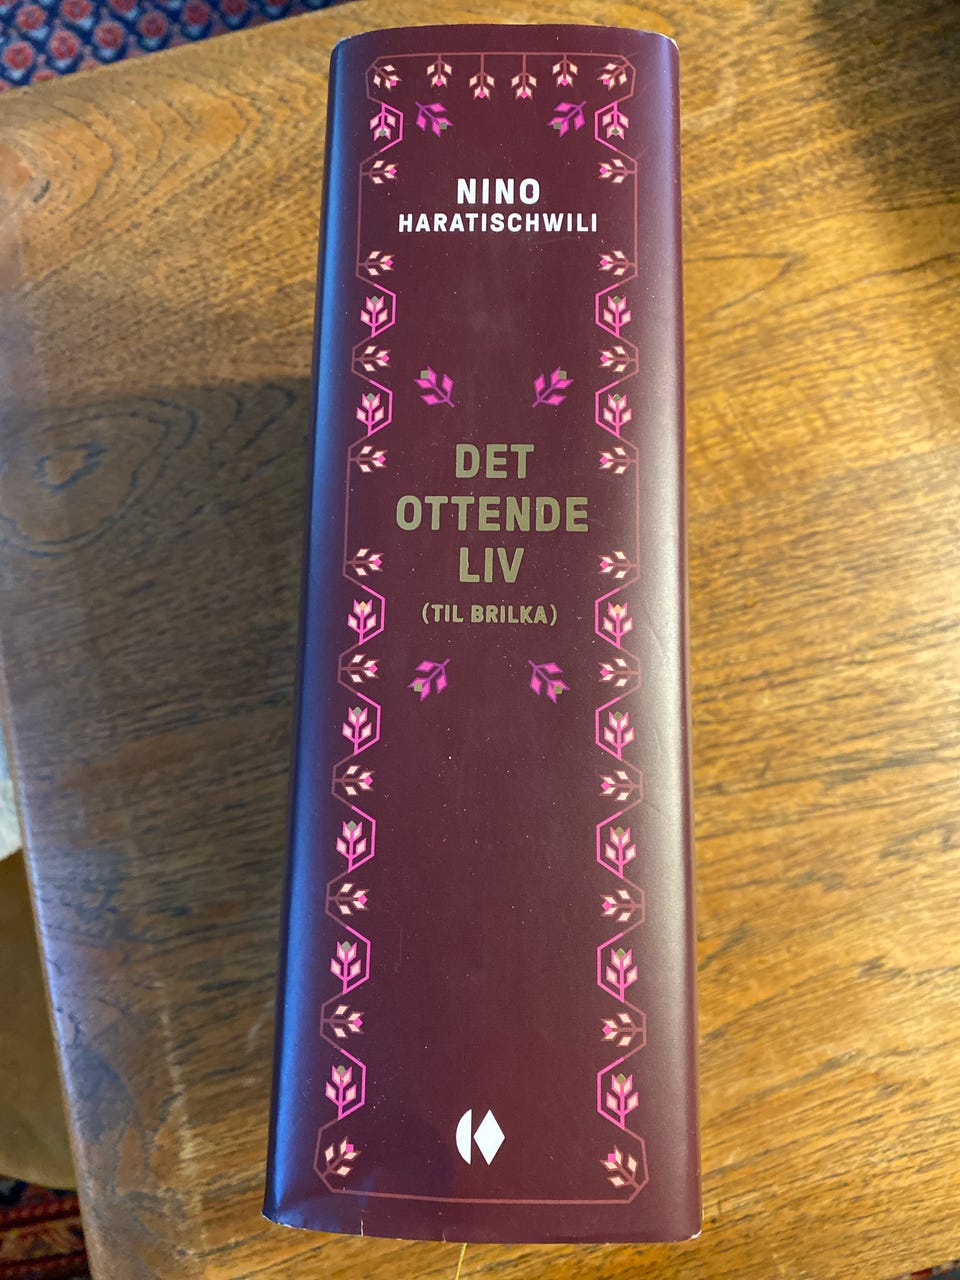 NINO
HARATISCHWILI
DET
OTTENDE
LIV
(TIL BRILKA)